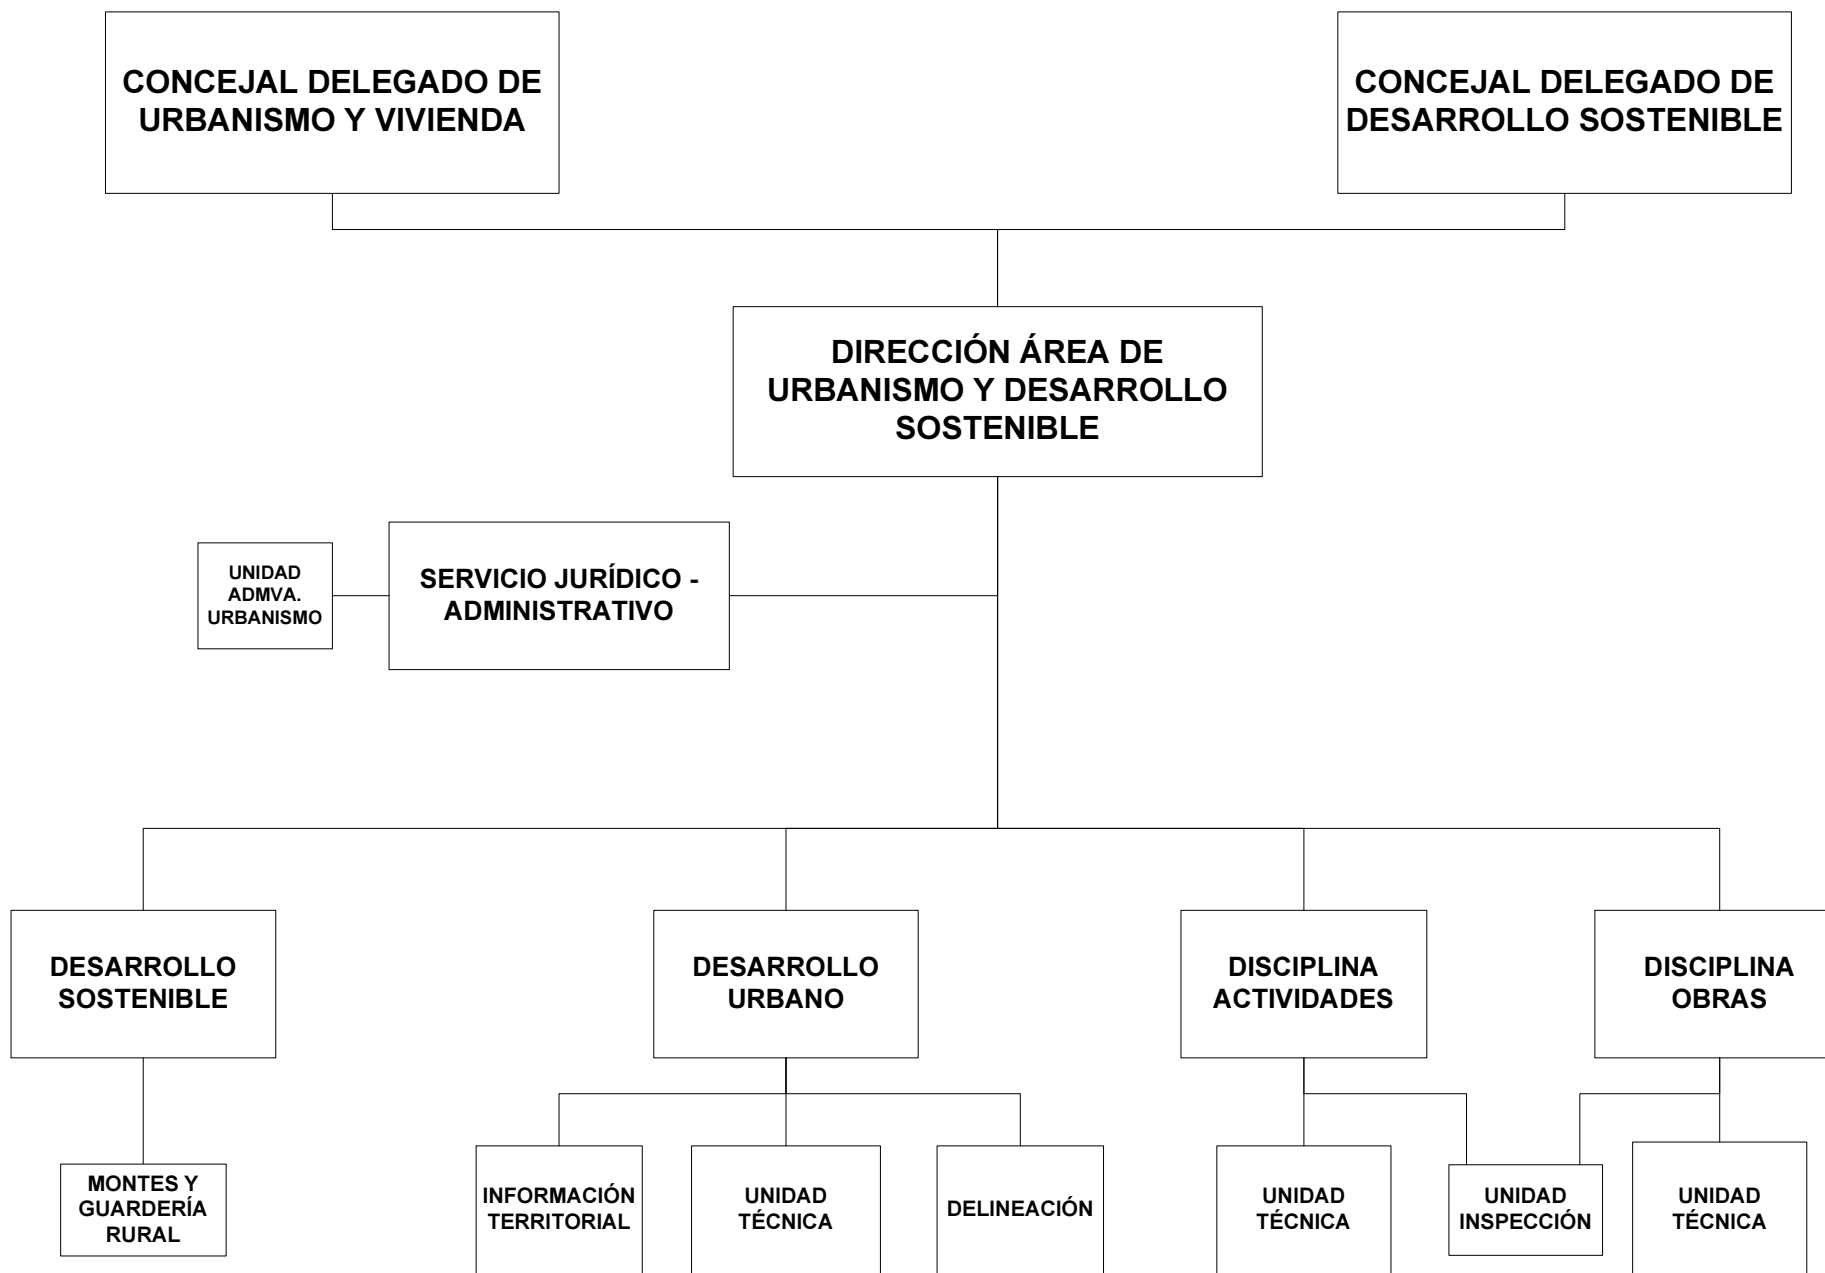 CONCEJAL DELEGADO DE
URBANISMO Y VIVIENDA
CONCEJAL DELEGADO DE
DESARROLLO SOSTENIBLE
DIRECCIÓN ÁREA DE
URBANISMO Y DESARROLLO
SOSTENIBLE
UNIDAD
ADMVA.
URBANISMO
SERVICIO JURÍDICO -
ADMINISTRATIVO
DESARROLLO
SOSTENIBLE
DESARROLLO
URBANO
DISCIPLINA
ACTIVIDADES
DISCIPLINA
OBRAS
MONTES Y
GUARDERÍA
RURAL
INFORMACIÓN
TERRITORIAL
UNIDAD
TÉCNICA
DELINEACIÓN
UNIDAD
TÉCNICA
UNIDAD
INSPECCIÓN
UNIDAD
TÉCNICA